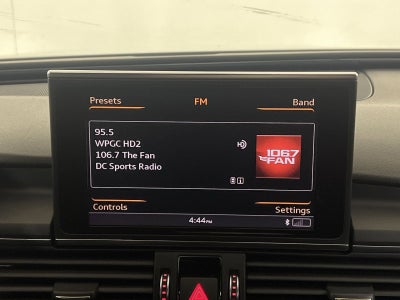 Presets FM Band
95.5
WPGC HD2
106.7 The Fan
DC Sports Radio
1067
THE FAN
Controls Settings
4:44PM